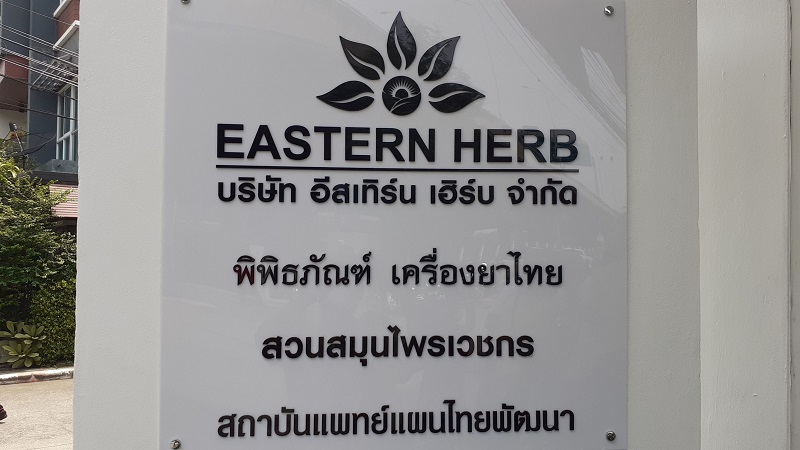 EASTERN HERB
บริษัท อีสเทิร์น เฮิร์บ จำกัด
พิพิธภัณฑ์ เครื่องยาไทย
สวนสมุนไพรเวชกร
สถาบันแพทย์แผนไทยพัฒนา